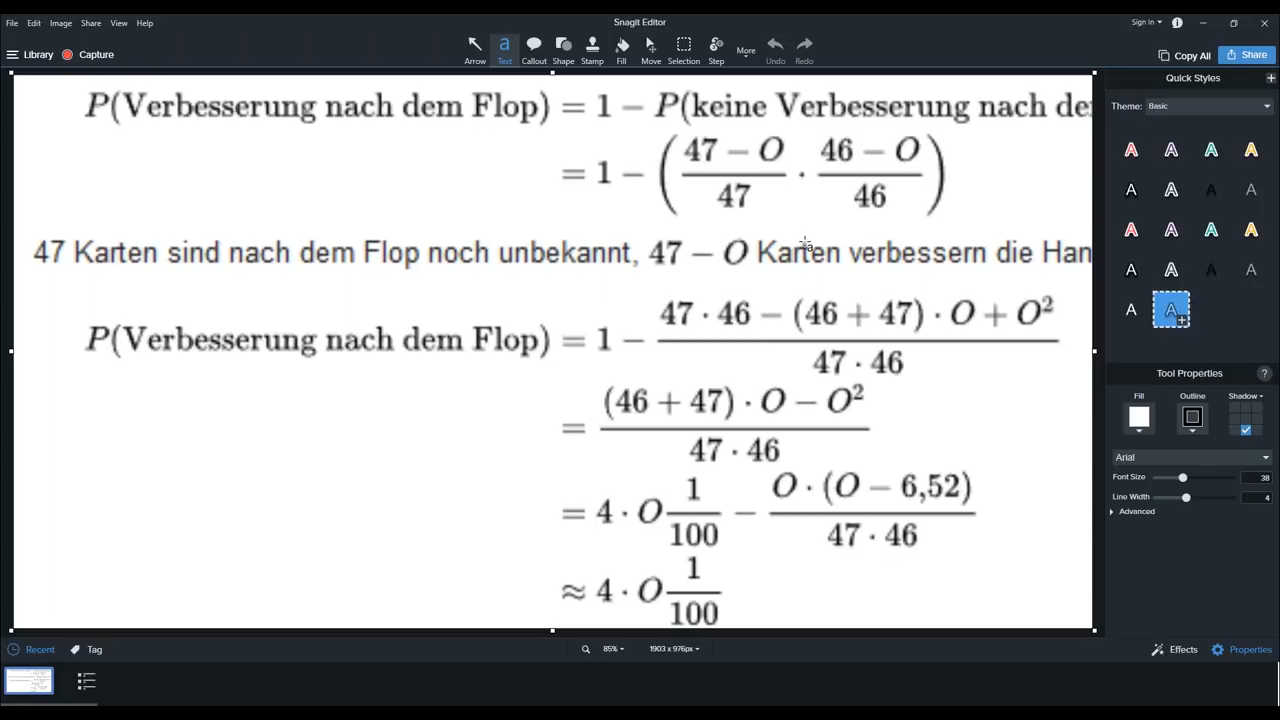 Snagit Editor
File Edit Image Share View Help
Sign In
Library Capture
Arrow Text Callout Shape Stamp Fill Move Selection Step More Undo Redo
Copy All Share
Quick Styles
Theme: Basic
P(Verbesserung nach dem Flop) = 1 − P(keine Verbesserung nach de
= 1 − ( (47 − O)/47 · (46 − O)/46 )
47 Karten sind nach dem Flop noch unbekannt, 47 − O Karten verbessern die Han
P(Verbesserung nach dem Flop) = 1 − (47 · 46 − (46 + 47) · O + O²)/(47 · 46)
= ((46 + 47) · O − O²)/(47 · 46)
= 4 · O 1/100 − (O · (O − 6,52))/(47 · 46)
≈ 4 · O 1/100
Tool Properties ?
Fill Outline Shadow
Arial
Font Size 38
Line Width 4
Advanced
Recent Tag
85% 1903 x 976px
Effects Properties